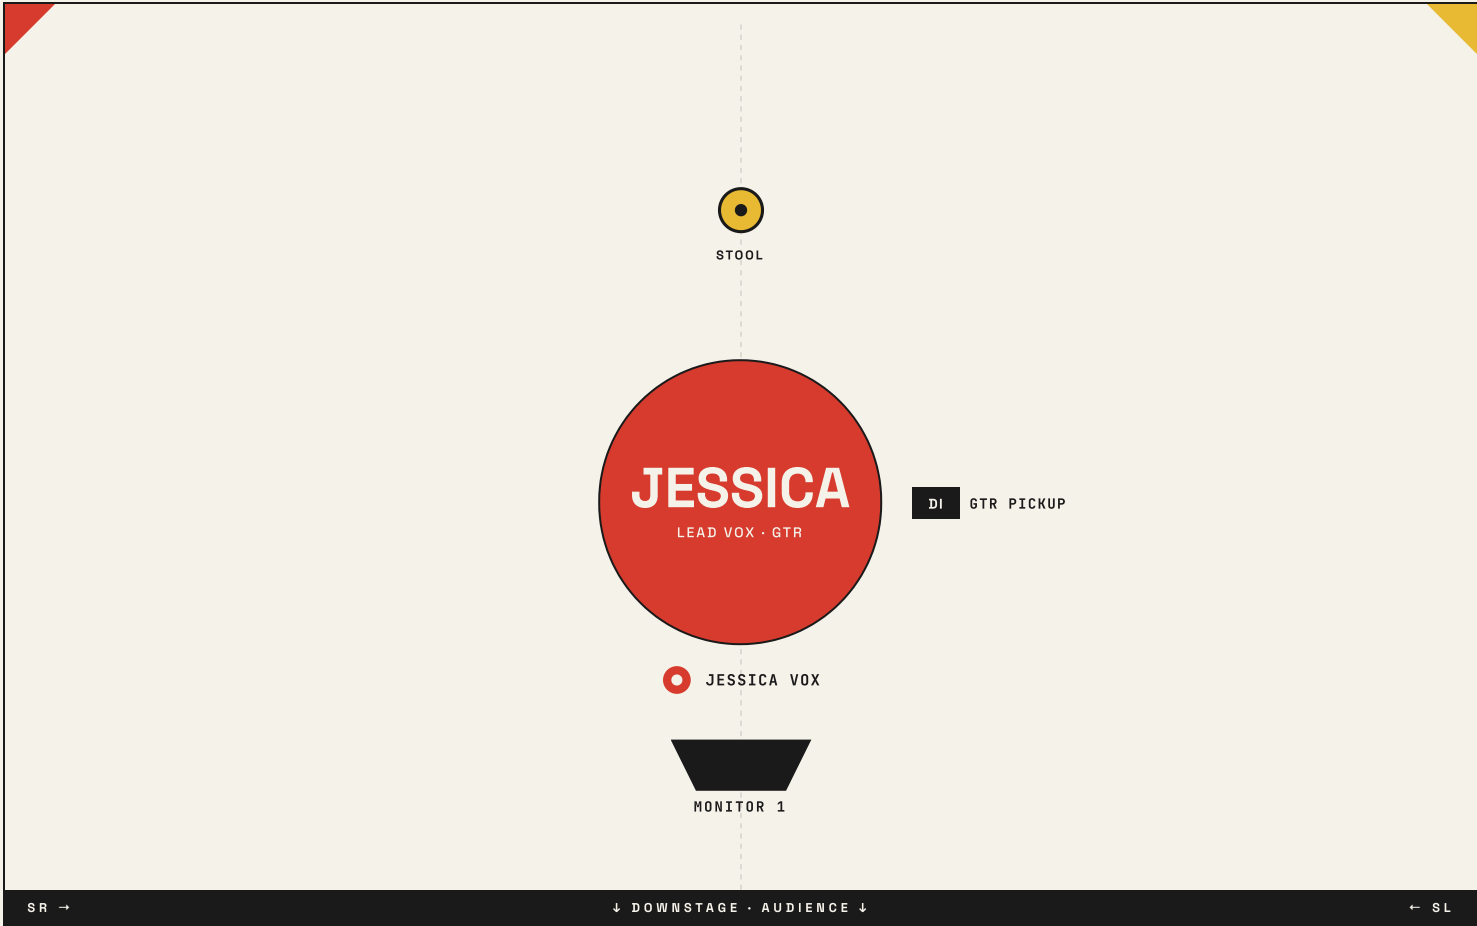 STOOL
JESSICA
LEAD VOX · GTR
DI GTR PICKUP
JESSICA VOX
MONITOR 1
SR → ↓ DOWNSTAGE · AUDIENCE ↓ ← SL